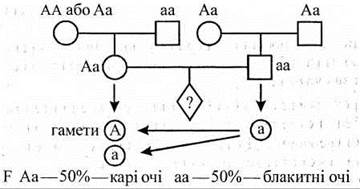 АА або Аа аа Аа Аа
Аа аа
?
гамети А а
а
F Аа—50%—карі очі аа—50%—блакитні очі